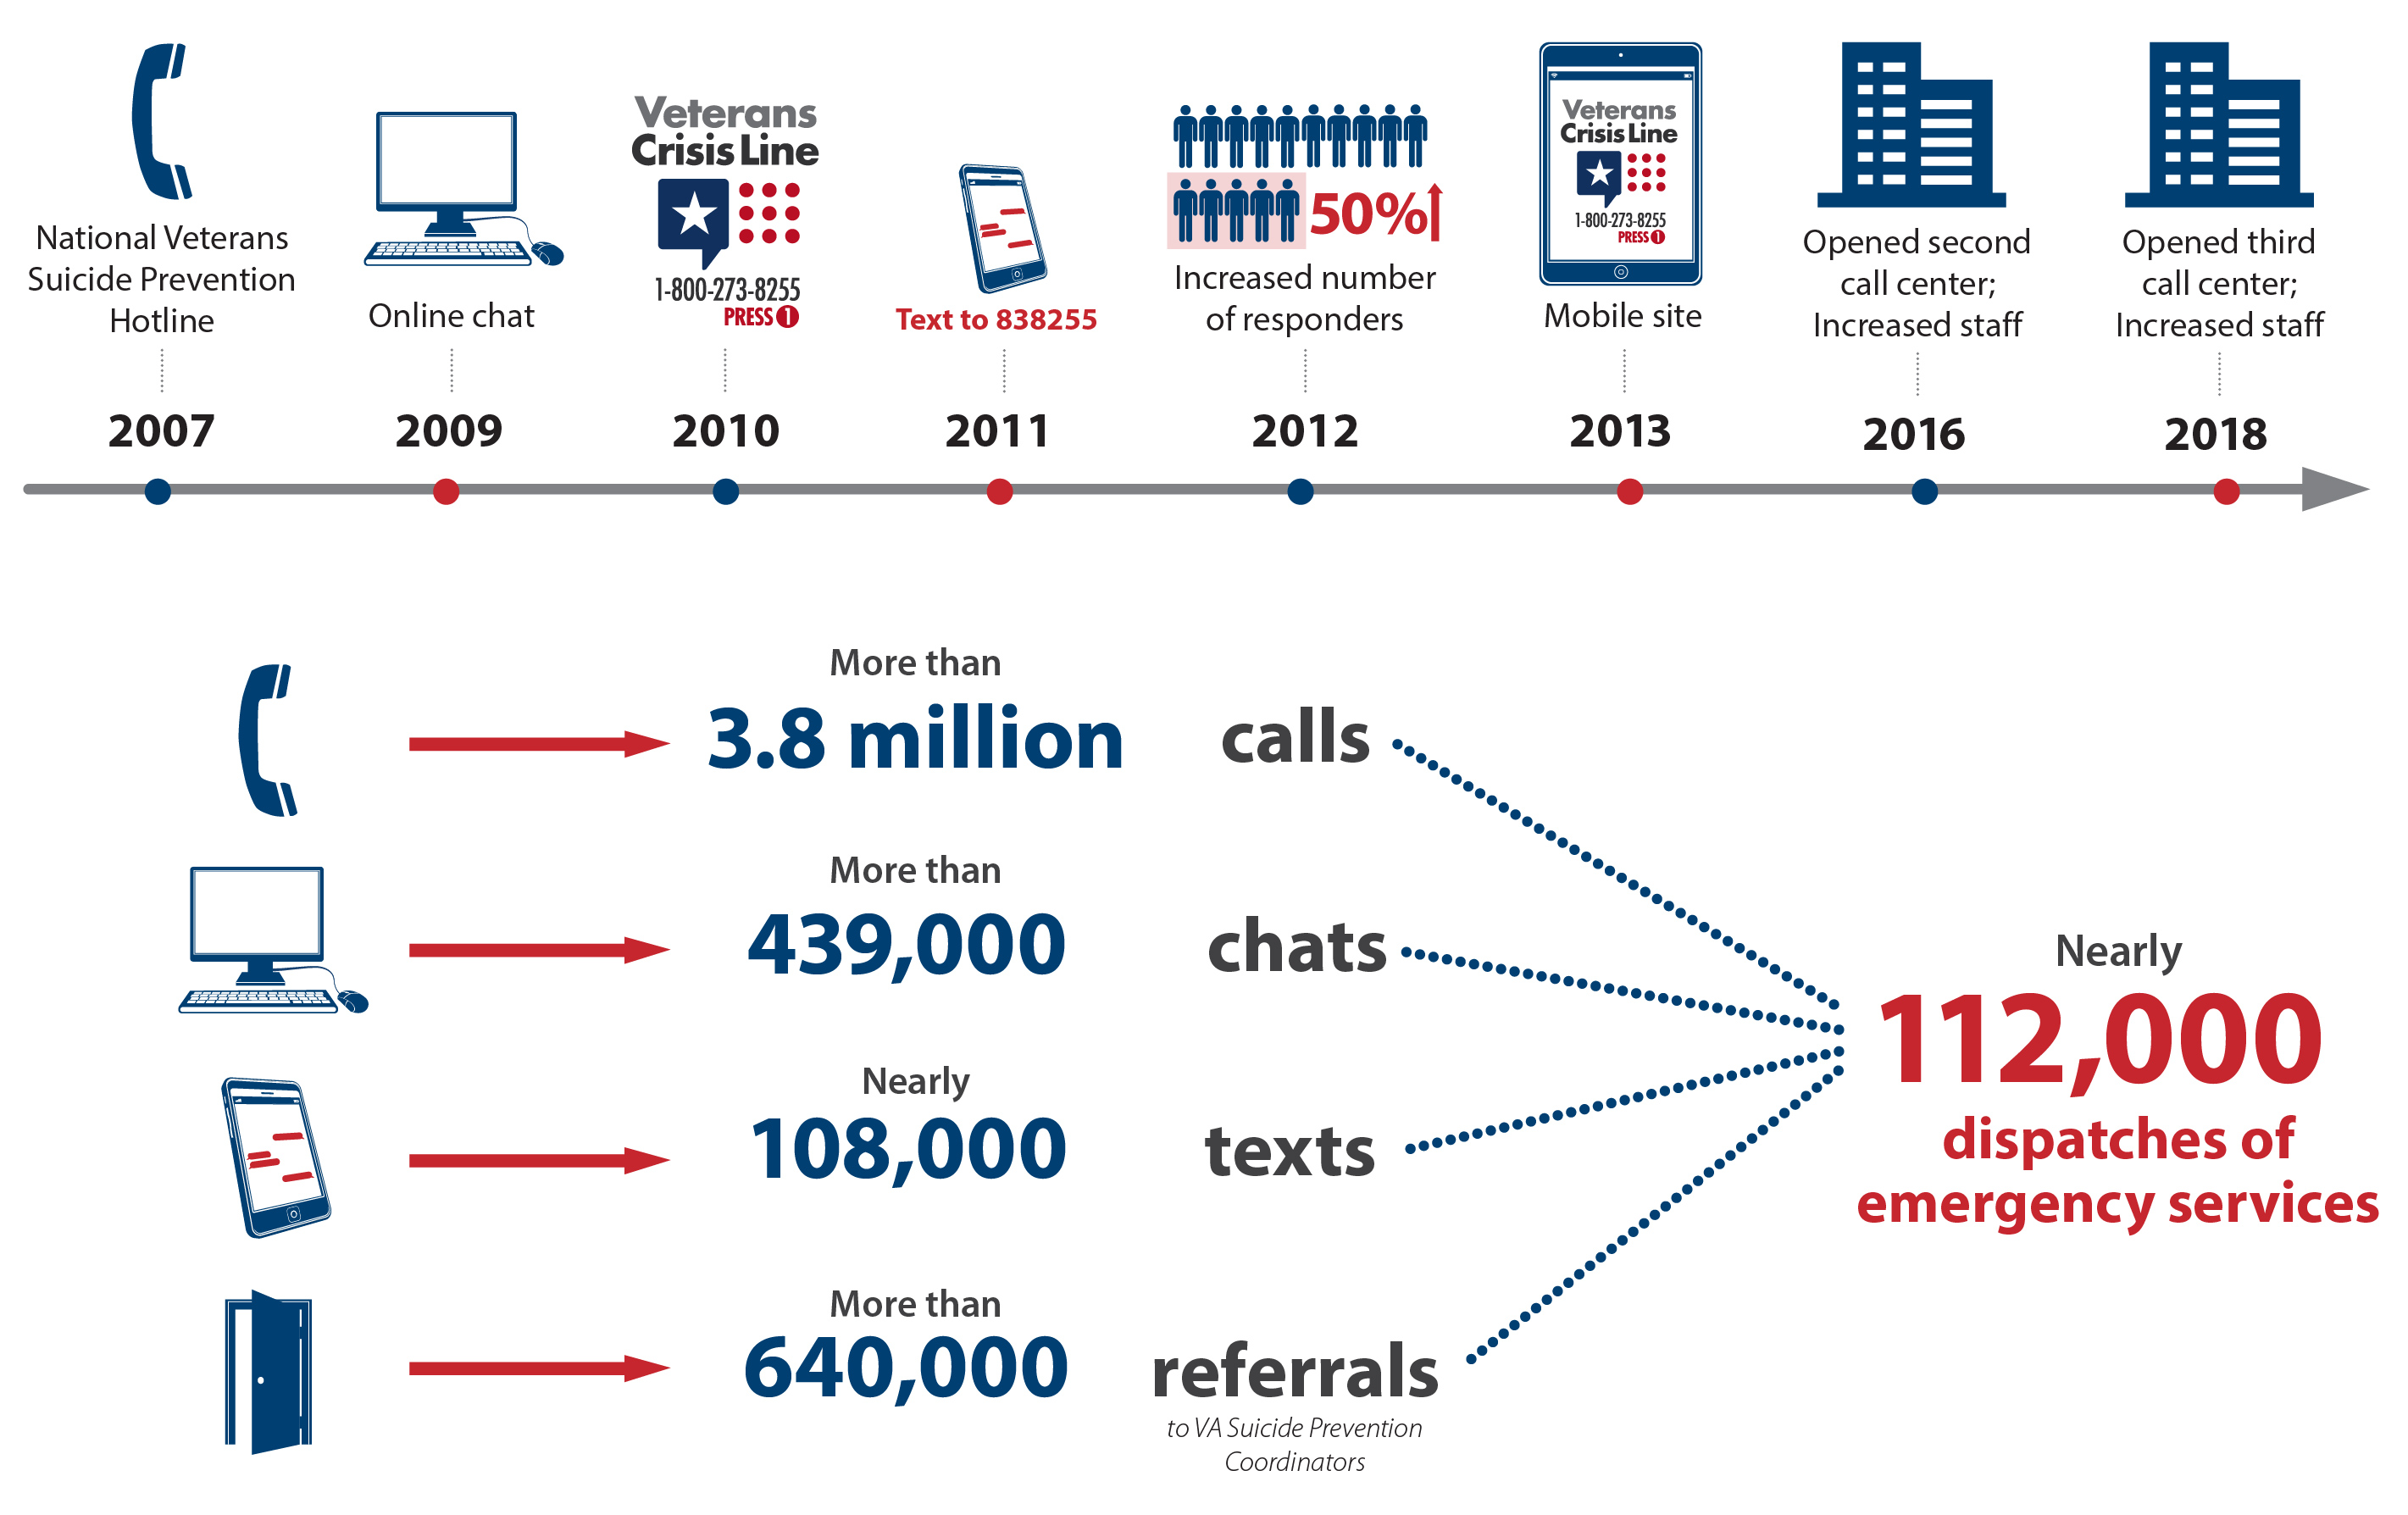 National Veterans
Suicide Prevention
Hotline
2007
Online chat
2009
Veterans
Crisis Line
1-800-273-8255
PRESS 1
2010
Text to 838255
2011
50%
Increased number
of responders
2012
Veterans
Crisis Line
1-800-273-8255
PRESS 1
Mobile site
2013
Opened second
call center;
Increased staff
2016
Opened third
call center;
Increased staff
2018
More than
3.8 million calls
More than
439,000 chats
Nearly
108,000 texts
More than
640,000 referrals
to VA Suicide Prevention
Coordinators
Nearly
112,000
dispatches of
emergency services